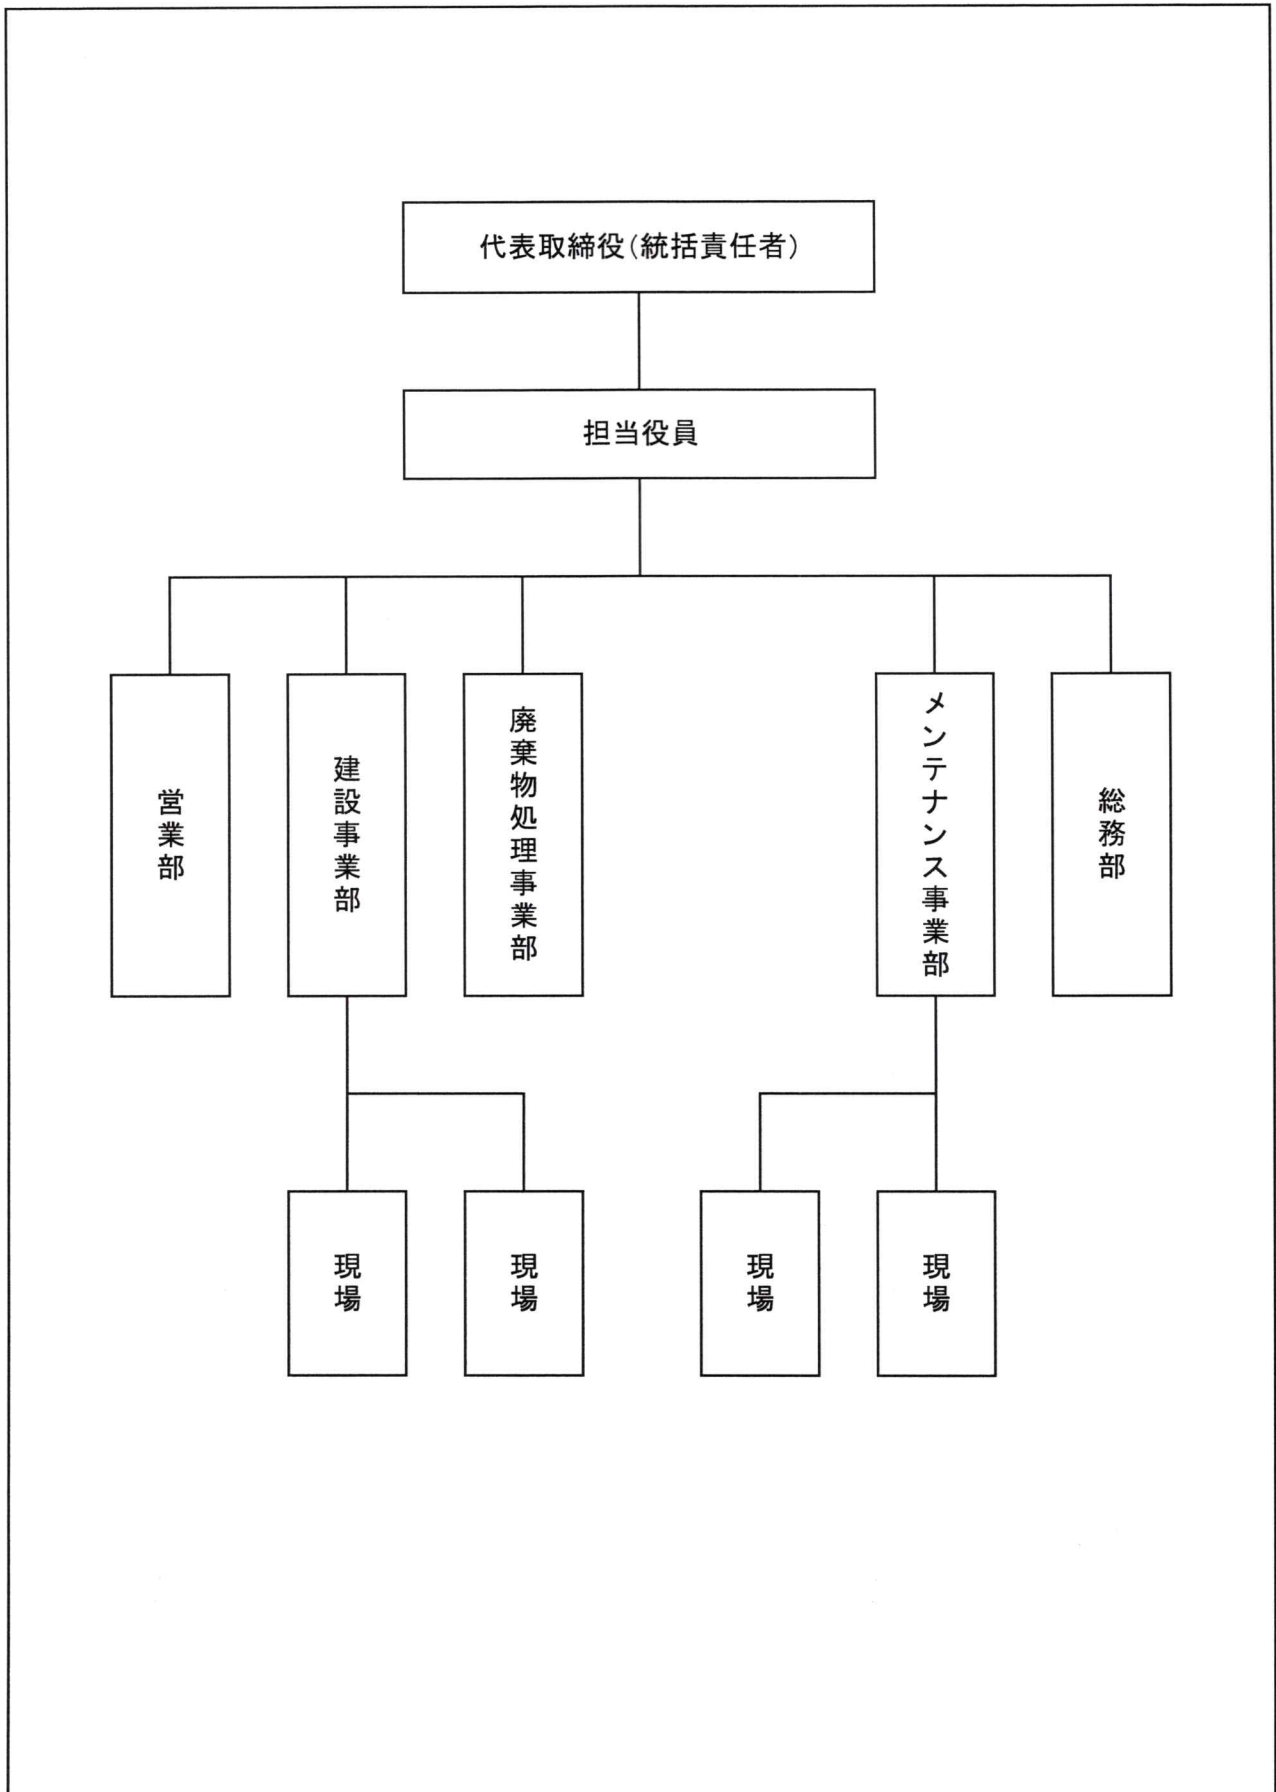 代表取締役(統括責任者)
担当役員
営業部
建設事業部
廃棄物処理事業部
メンテナンス事業部
総務部
現場
現場
現場
現場